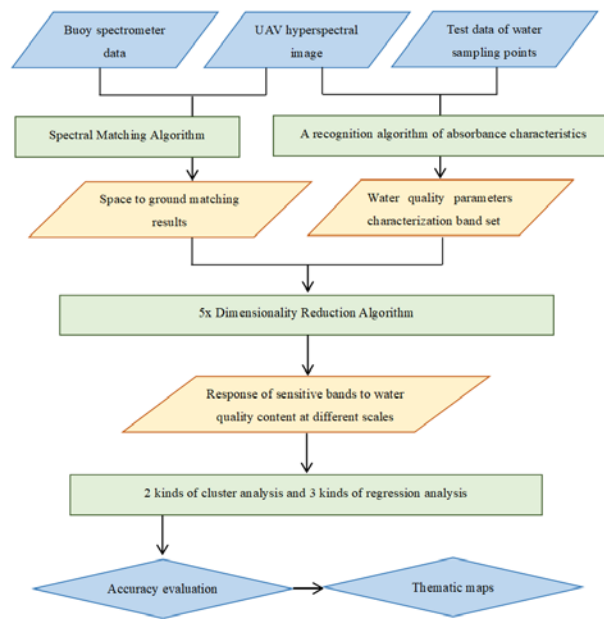 Buoy spectrometer
data
UAV hyperspectral
image
Test data of water
sampling points
Spectral Matching Algorithm
A recognition algorithm of absorbance characteristics
Space to ground matching
results
Water quality parameters
characterization band set
5x Dimensionality Reduction Algorithm
Response of sensitive bands to water
quality content at different scales
2 kinds of cluster analysis and 3 kinds of regression analysis
Accuracy evaluation
Thematic maps